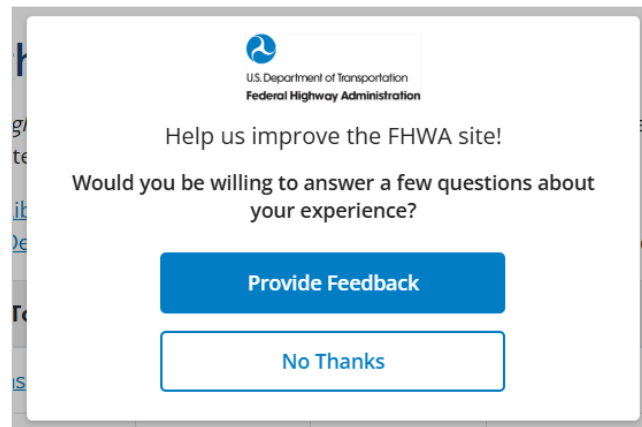 U.S. Department of Transportation
Federal Highway Administration
Help us improve the FHWA site!
Would you be willing to answer a few questions about
your experience?
Provide Feedback
No Thanks